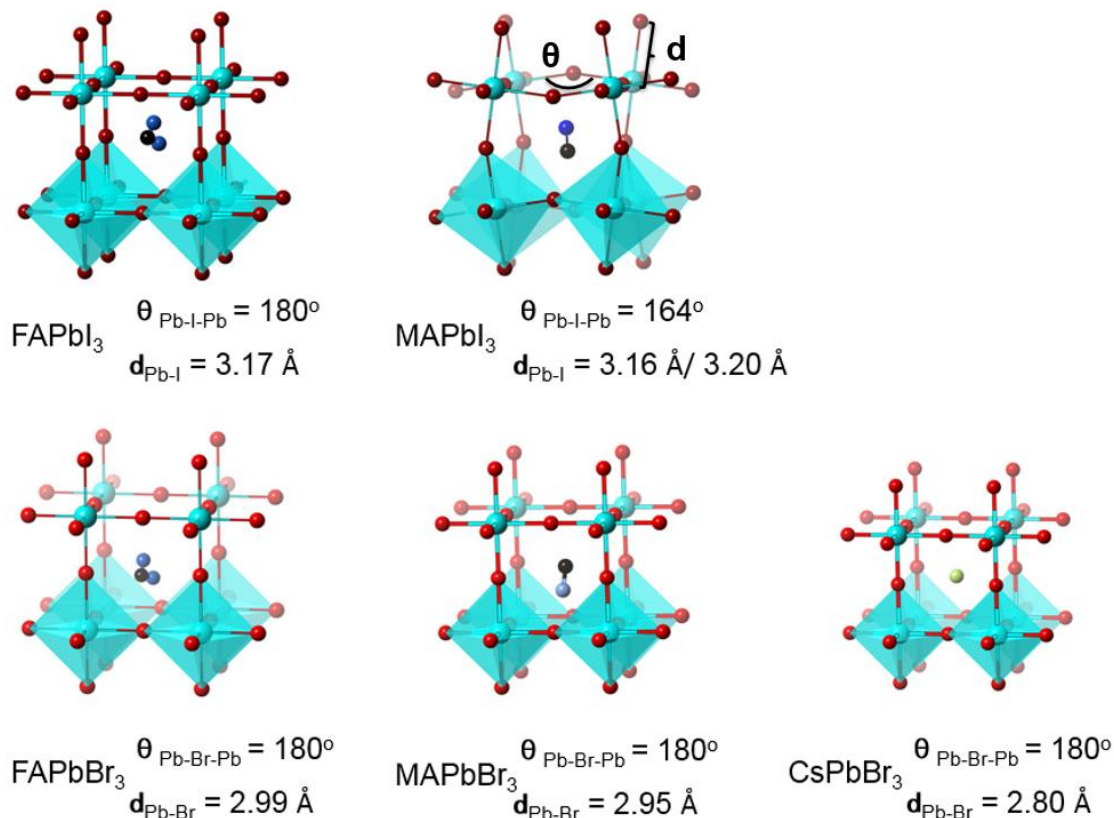 θ d
FAPbI₃
θ Pb-I-Pb = 180°
d Pb-I = 3.17 Å
MAPbI₃
θ Pb-I-Pb = 164°
d Pb-I = 3.16 Å/ 3.20 Å
FAPbBr₃
θ Pb-Br-Pb = 180°
d Pb-Br = 2.99 Å
MAPbBr₃
θ Pb-Br-Pb = 180°
d Pb-Br = 2.95 Å
CsPbBr₃
θ Pb-Br-Pb = 180°
d Pb-Br = 2.80 Å